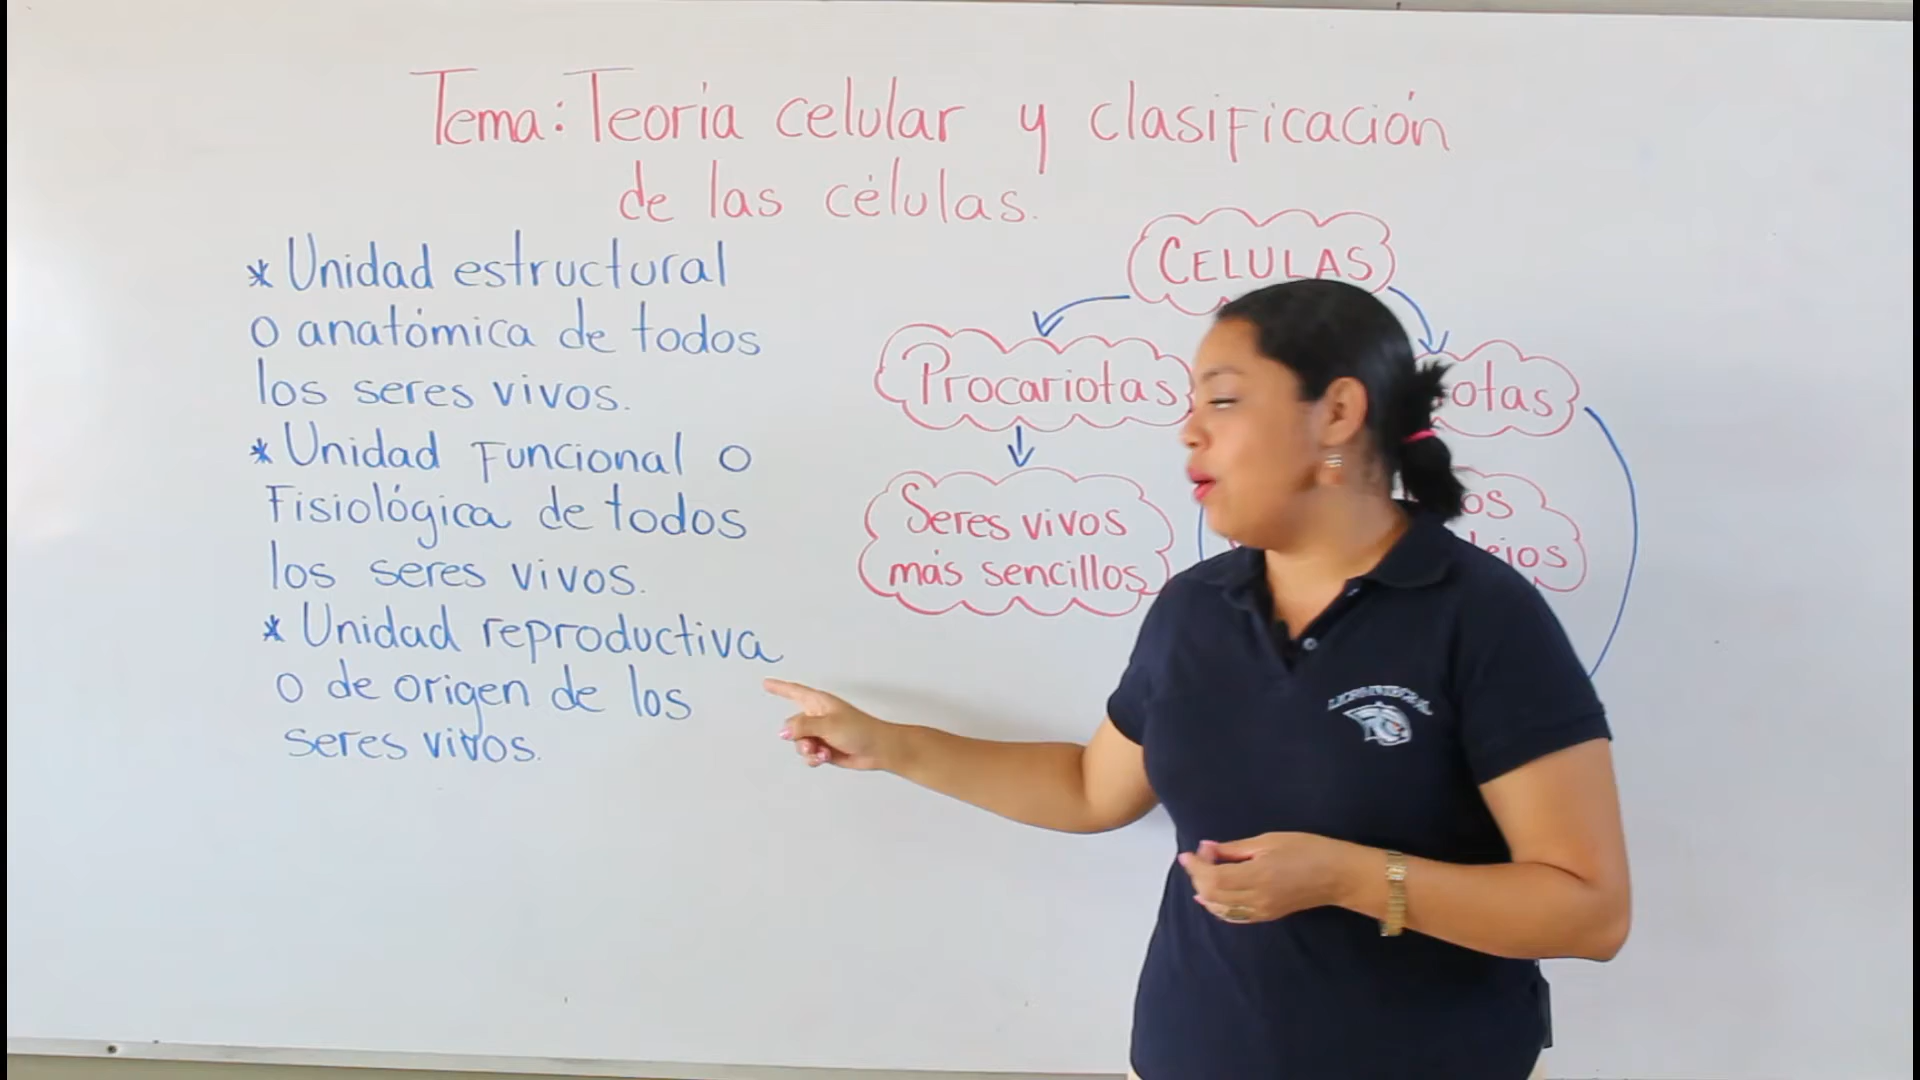 Tema: Teoría celular y clasificación
de las células.
* Unidad estructural
o anatómica de todos
los seres vivos.
* Unidad Funcional o
Fisiológica de todos
los seres vivos.
* Unidad reproductiva
o de origen de los
seres vivos.
CELULAS
Procariotas
Seres vivos
más sencillos